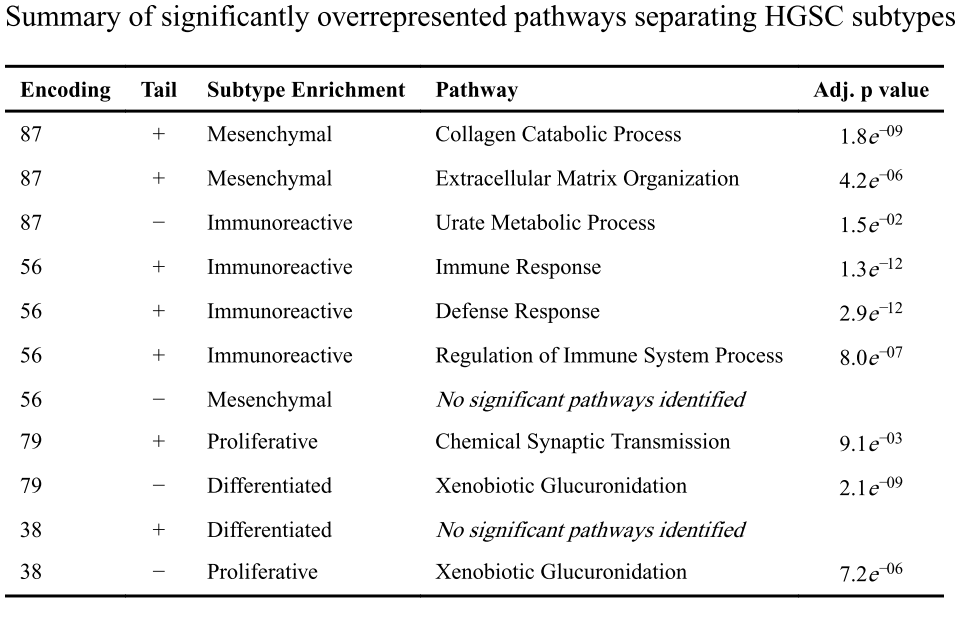 Summary of significantly overrepresented pathways separating HGSC subtypes
Encoding Tail Subtype Enrichment Pathway Adj. p value
87 + Mesenchymal Collagen Catabolic Process 1.8e⁻⁰⁹
87 + Mesenchymal Extracellular Matrix Organization 4.2e⁻⁰⁶
87 − Immunoreactive Urate Metabolic Process 1.5e⁻⁰²
56 + Immunoreactive Immune Response 1.3e⁻¹²
56 + Immunoreactive Defense Response 2.9e⁻¹²
56 + Immunoreactive Regulation of Immune System Process 8.0e⁻⁰⁷
56 − Mesenchymal No significant pathways identified
79 + Proliferative Chemical Synaptic Transmission 9.1e⁻⁰³
79 − Differentiated Xenobiotic Glucuronidation 2.1e⁻⁰⁹
38 + Differentiated No significant pathways identified
38 − Proliferative Xenobiotic Glucuronidation 7.2e⁻⁰⁶